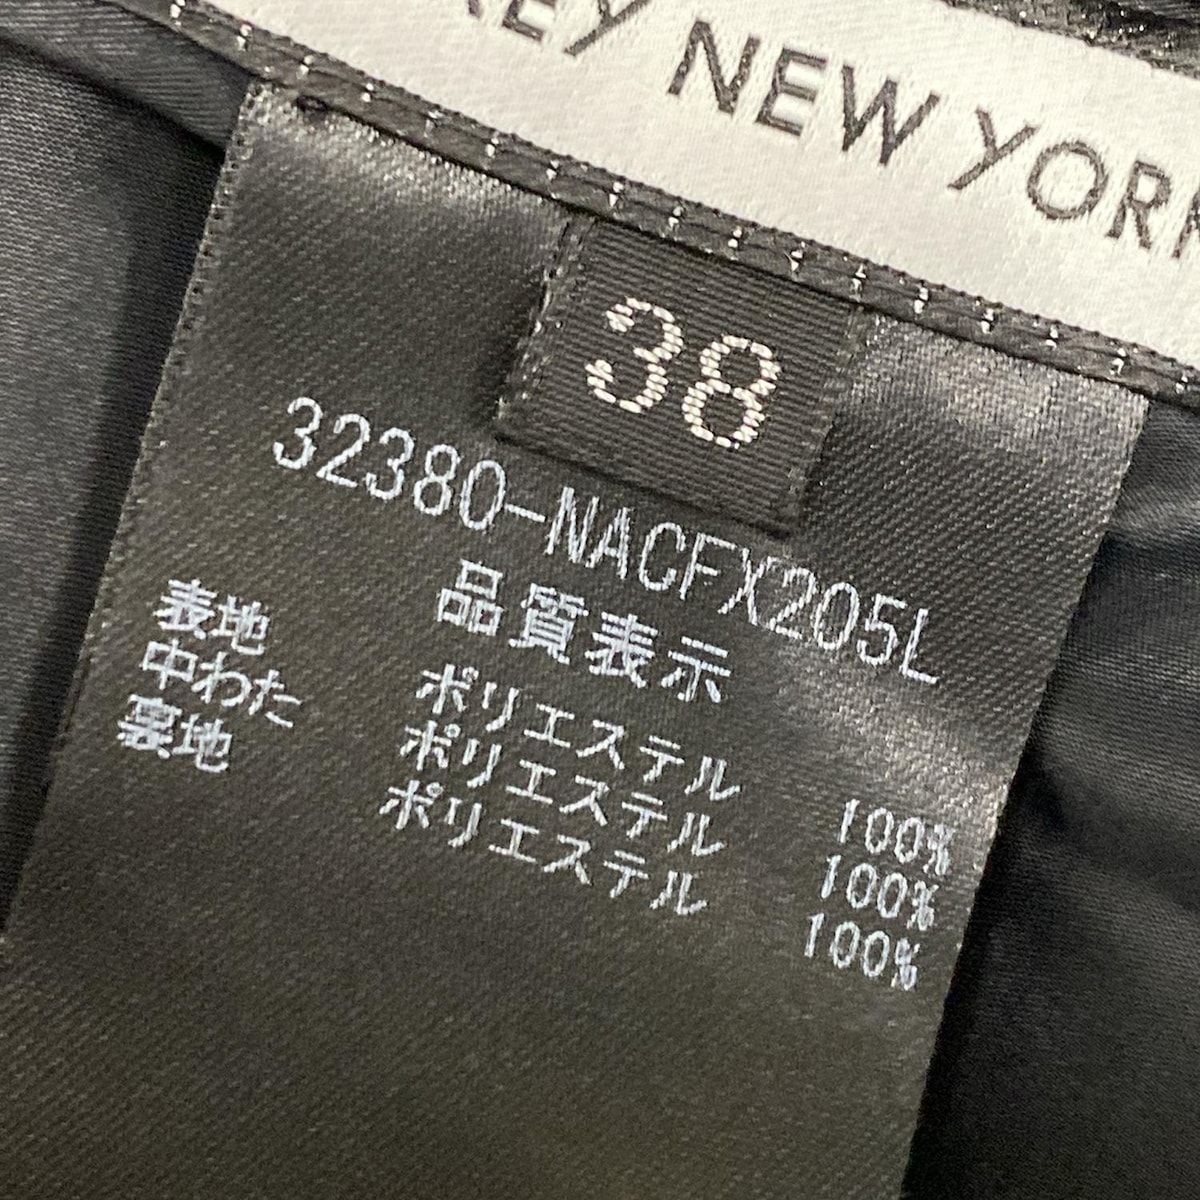 EY NEW YORK
38
32380-NACFX205L
品質表示
表地 ポリエステル 100%
中わた ポリエステル 100%
裏地 ポリエステル 100%